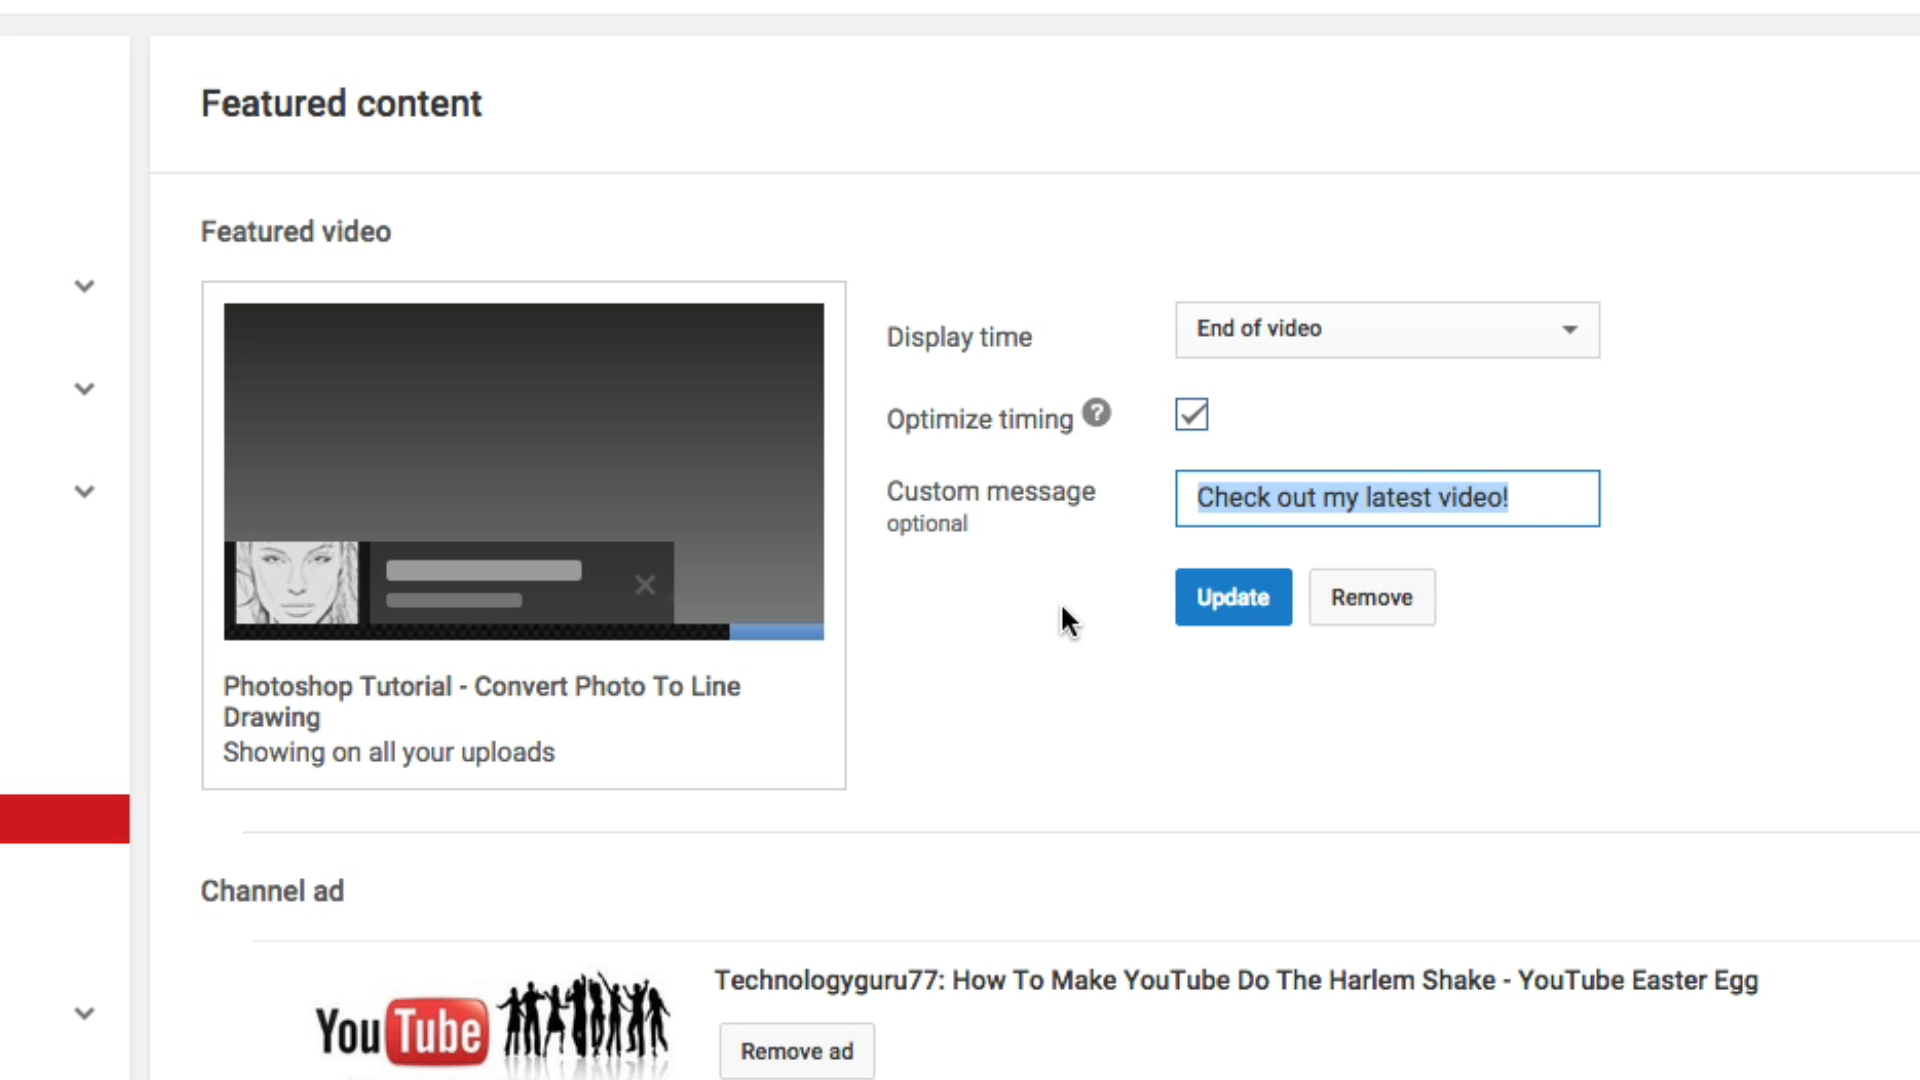 Featured content
Featured video
Display time
End of video
Optimize timing ?
Custom message
optional
Check out my latest video!
Update
Remove
Photoshop Tutorial - Convert Photo To Line
Drawing
Showing on all your uploads
Channel ad
YouTube
Technologyguru77: How To Make YouTube Do The Harlem Shake - YouTube Easter Egg
Remove ad